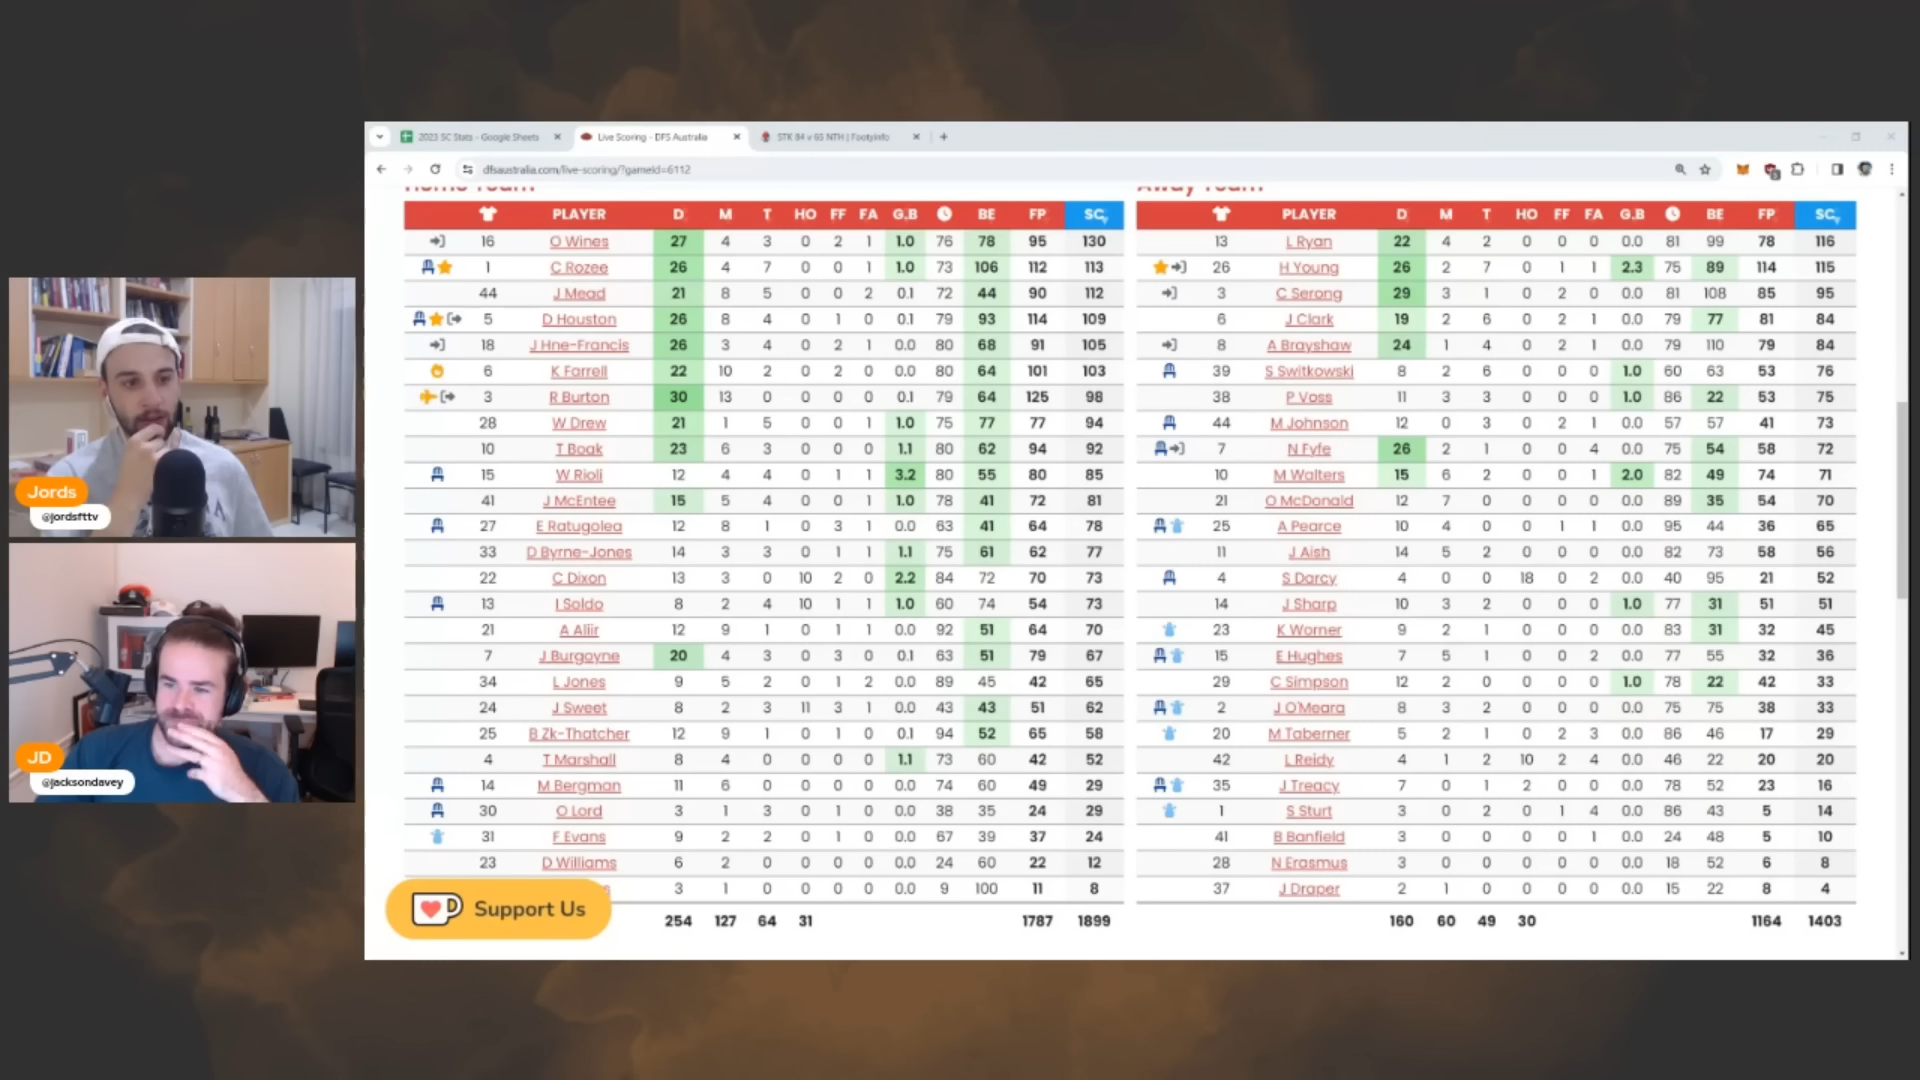 2023 SC Stats - Google Sheets
Live Scoring - DFS Australia
STK 84 v 65 NTH | FootyInfo
dfsaustralia.com/live-scoring/?gameId=6112
Home Team
PLAYER D M T HO FF FA G.B BE FP SC
16 O Wines 27 4 3 0 2 1 1.0 76 78 95 130
1 C Rozee 26 4 7 0 0 1 1.0 73 106 112 113
44 J Mead 21 8 5 0 0 2 0.1 72 44 90 112
5 D Houston 26 8 4 0 1 0 0.1 79 93 114 109
18 J Hne-Francis 26 3 4 0 2 1 0.0 80 68 91 105
6 K Farrell 22 10 2 0 2 0 0.0 80 64 101 103
3 R Burton 30 13 0 0 0 0 0.1 79 64 125 98
28 W Drew 21 1 5 0 0 0 1.0 75 77 77 94
10 T Boak 23 6 3 0 0 0 1.1 80 62 94 92
15 W Rioli 12 4 4 0 1 1 3.2 80 55 80 85
41 J McEntee 15 5 4 0 0 1 1.0 78 41 72 81
27 E Ratugolea 12 8 1 0 3 1 0.0 63 41 64 78
33 D Byrne-Jones 14 3 3 0 1 1 1.1 75 61 62 77
22 C Dixon 13 3 0 10 2 0 2.2 84 72 70 73
13 I Soldo 8 2 4 10 1 1 1.0 60 74 54 73
21 A Aliir 12 9 1 0 1 1 0.0 92 51 64 70
7 J Burgoyne 20 4 3 0 3 0 0.1 63 51 79 67
34 L Jones 9 5 2 0 1 2 0.0 89 45 42 65
24 J Sweet 8 2 3 11 3 1 0.0 43 43 51 62
25 B Zk-Thatcher 12 9 1 0 1 0 0.1 94 52 65 58
4 T Marshall 8 4 0 0 0 0 1.1 73 60 42 52
14 M Bergman 11 6 0 0 0 0 0.0 74 60 49 29
30 O Lord 3 1 3 0 1 0 0.0 38 35 24 29
31 F Evans 9 2 2 0 1 0 0.0 67 39 37 24
23 D Williams 6 2 0 0 0 0 0.0 24 60 22 12
3 1 0 0 0 0 0.0 9 100 11 8
254 127 64 31 1787 1899
Away Team
PLAYER D M T HO FF FA G.B BE FP SC
13 L Ryan 22 4 2 0 0 0 0.0 81 99 78 116
26 H Young 26 2 7 0 1 1 2.3 75 89 114 115
3 C Serong 29 3 1 0 2 0 0.0 81 108 85 95
6 J Clark 19 2 6 0 2 1 0.0 79 77 81 84
8 A Brayshaw 24 1 4 0 2 1 0.0 79 110 79 84
39 S Switkowski 8 2 6 0 0 0 1.0 60 63 53 76
38 P Voss 11 3 3 0 0 0 1.0 86 22 53 75
44 M Johnson 12 0 3 0 2 1 0.0 57 57 41 73
7 N Fyfe 26 2 1 0 0 4 0.0 75 54 58 72
10 M Walters 15 6 2 0 0 1 2.0 82 49 74 71
21 O McDonald 12 7 0 0 0 0 0.0 89 35 54 70
25 A Pearce 10 4 0 0 1 1 0.0 95 44 36 65
11 J Aish 14 5 2 0 0 0 0.0 82 73 58 56
4 S Darcy 4 0 0 18 0 2 0.0 40 95 21 52
14 J Sharp 10 3 2 0 0 0 1.0 77 31 51 51
23 K Worner 9 2 1 0 0 0 0.0 83 31 32 45
15 E Hughes 7 5 1 0 0 2 0.0 77 55 32 36
29 C Simpson 12 2 0 0 0 0 1.0 78 22 42 33
2 J O'Meara 8 3 2 0 0 0 0.0 75 75 38 33
20 M Taberner 5 2 1 0 2 3 0.0 86 46 17 29
42 L Reidy 4 1 2 10 2 4 0.0 46 22 20 20
35 J Treacy 7 0 1 2 0 0 0.0 78 52 23 16
1 S Sturt 3 0 2 0 1 4 0.0 86 43 5 14
41 B Banfield 3 0 0 0 0 1 0.0 24 48 5 10
28 N Erasmus 3 0 0 0 0 0 0.0 18 52 6 8
37 J Draper 2 1 0 0 0 0 0.0 15 22 8 4
160 60 49 30 1164 1403
Support Us
Jords
@jordsfttv
JD
@jacksondavey